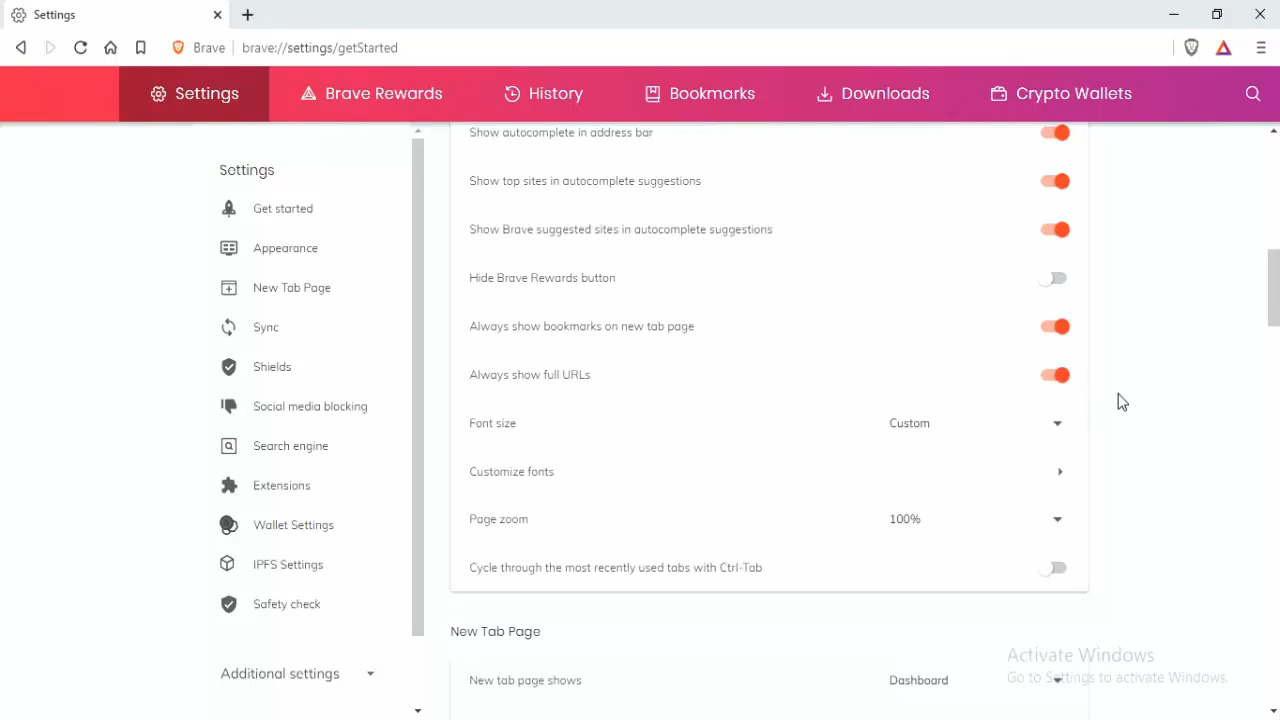 Settings
Brave
brave://settings/getStarted
Settings
Brave Rewards
History
Bookmarks
Downloads
Crypto Wallets
Settings
Get started
Appearance
New Tab Page
Sync
Shields
Social media blocking
Search engine
Extensions
Wallet Settings
IPFS Settings
Safety check
Additional settings
Show autocomplete in address bar
Show top sites in autocomplete suggestions
Show Brave suggested sites in autocomplete suggestions
Hide Brave Rewards button
Always show bookmarks on new tab page
Always show full URLs
Font size Custom
Customize fonts
Page zoom 100%
Cycle through the most recently used tabs with Ctrl-Tab
New Tab Page
New tab page shows Dashboard
Activate Windows
Go to Settings to activate Windows.